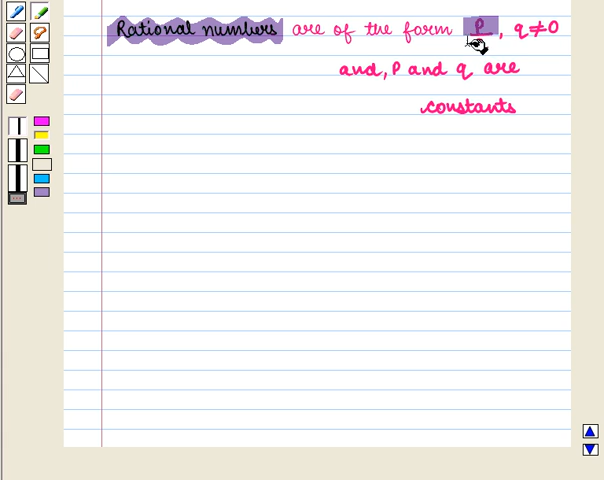 Rational numbers are of the form P, q≠0
and, P and q are
constants